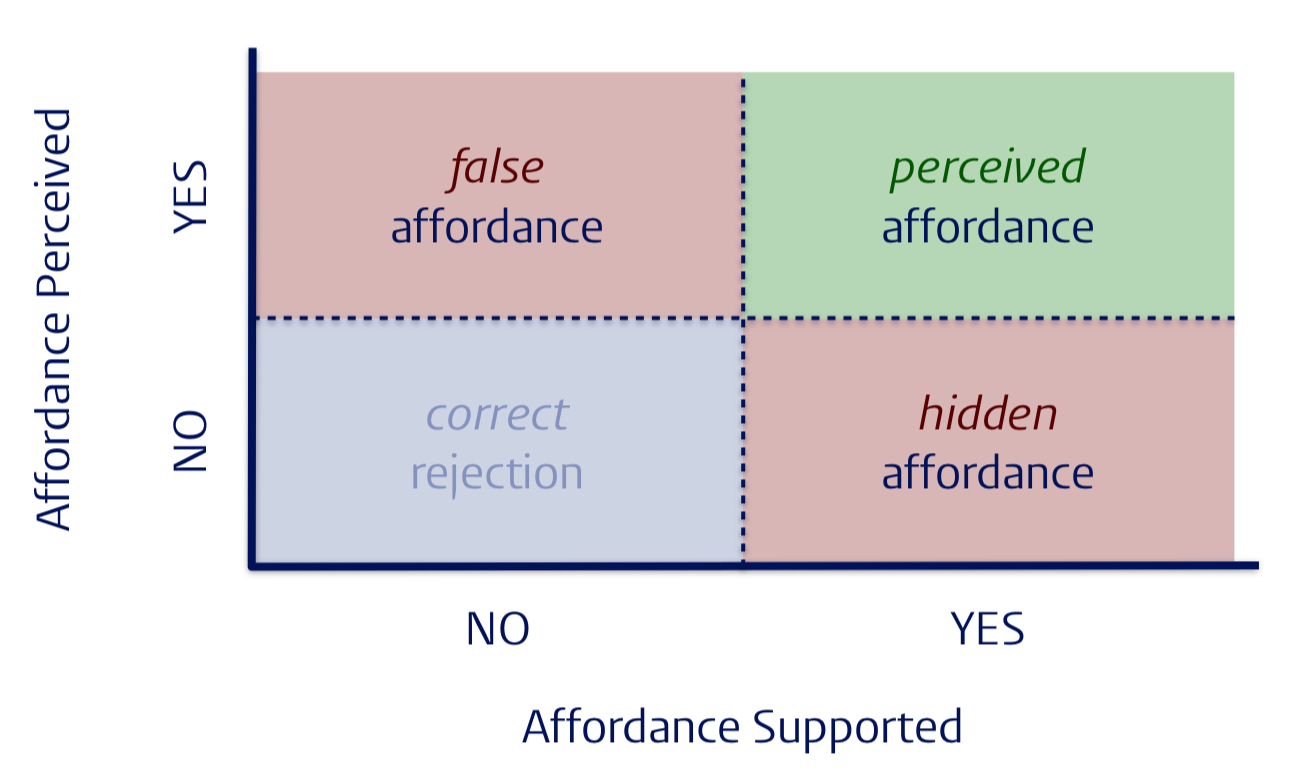 Affordance Perceived
YES
false
affordance
perceived
affordance
NO
correct
rejection
hidden
affordance
NO
YES
Affordance Supported